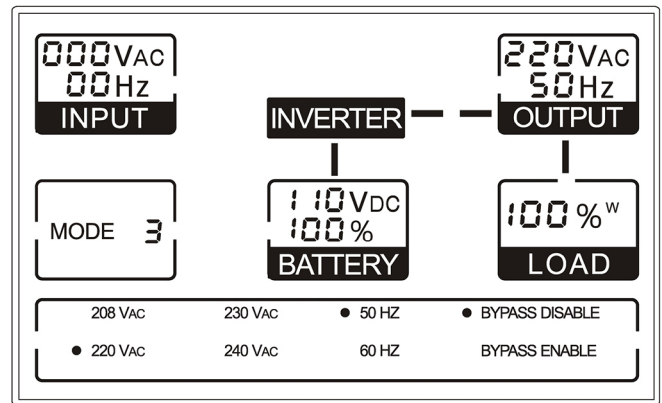 000VAC
00Hz
INPUT
220VAC
50Hz
OUTPUT
INVERTER
MODE 3
110VDC
100%
BATTERY
100%W
LOAD
208 VAC 230 VAC ● 50 HZ ● BYPASS DISABLE
● 220 VAC 240 VAC 60 HZ BYPASS ENABLE